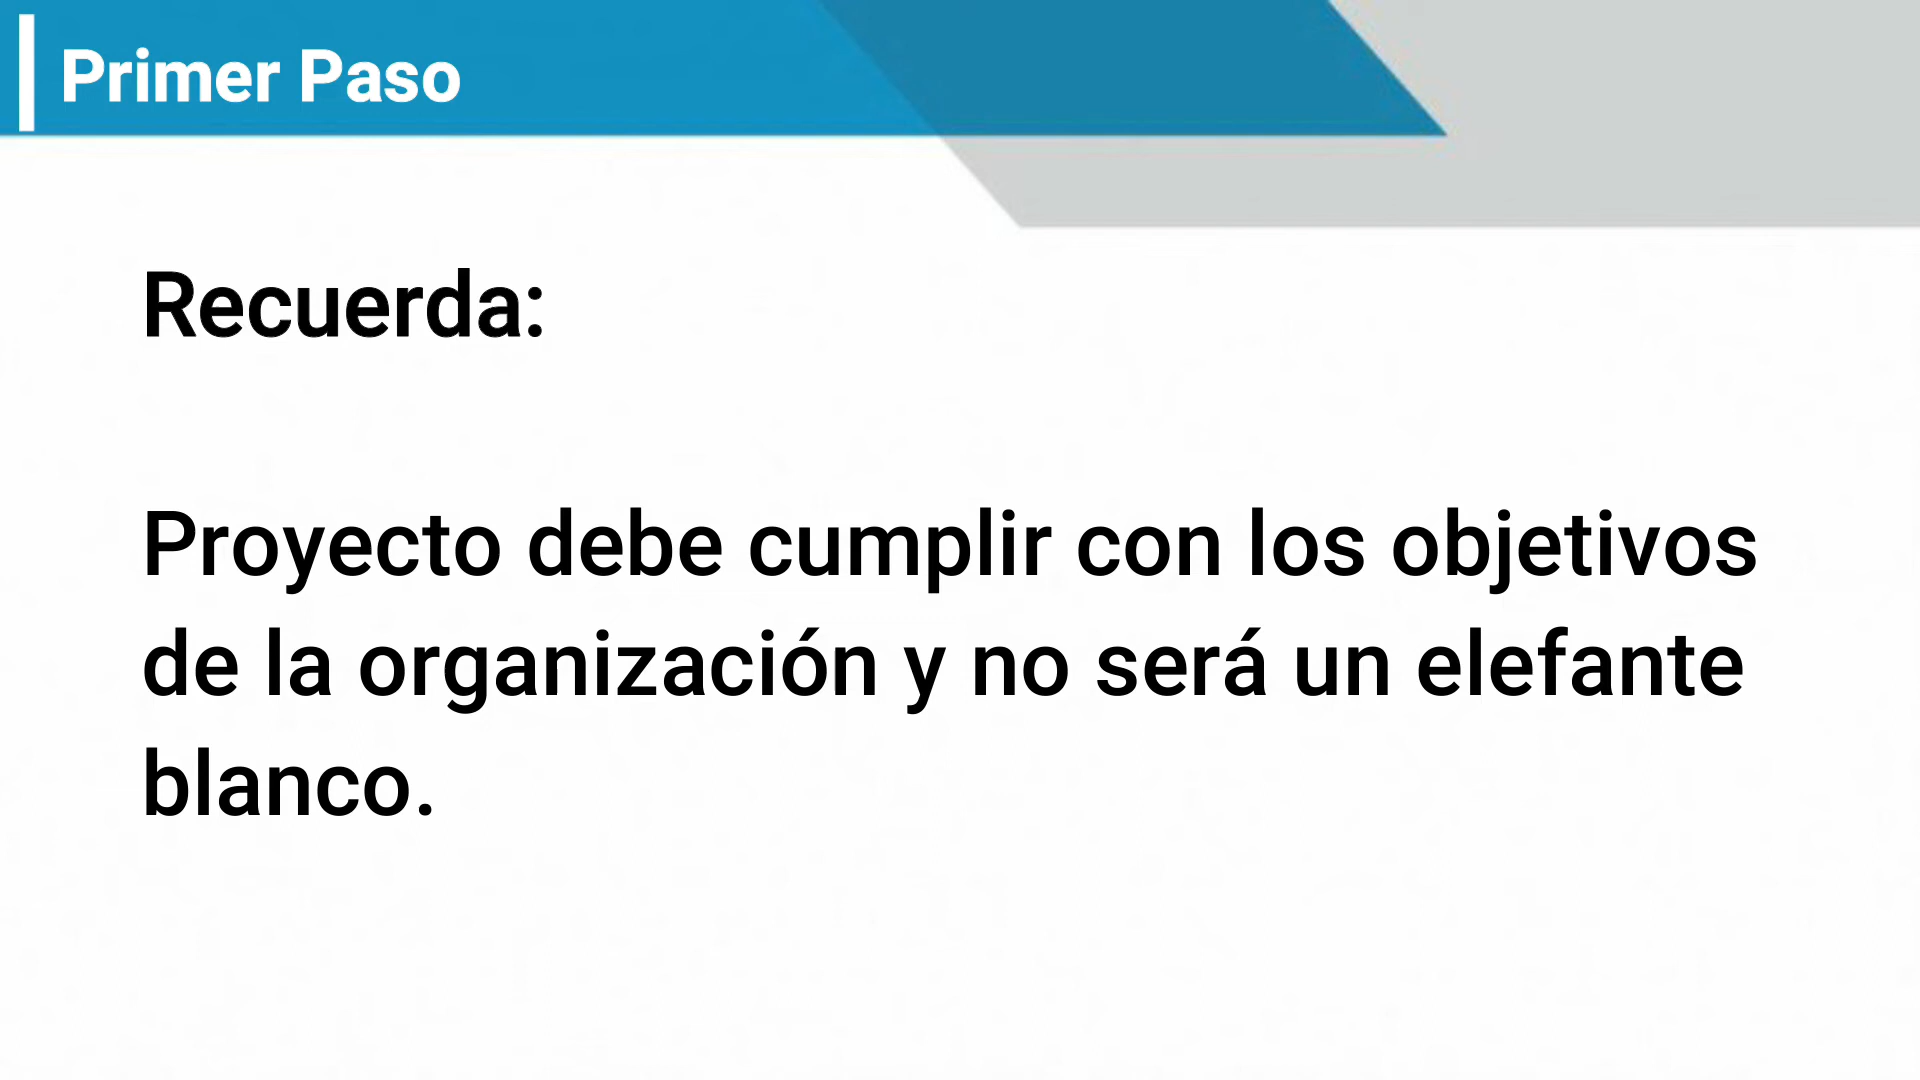 Primer Paso
Recuerda:
Proyecto debe cumplir con los objetivos
de la organización y no será un elefante
blanco.